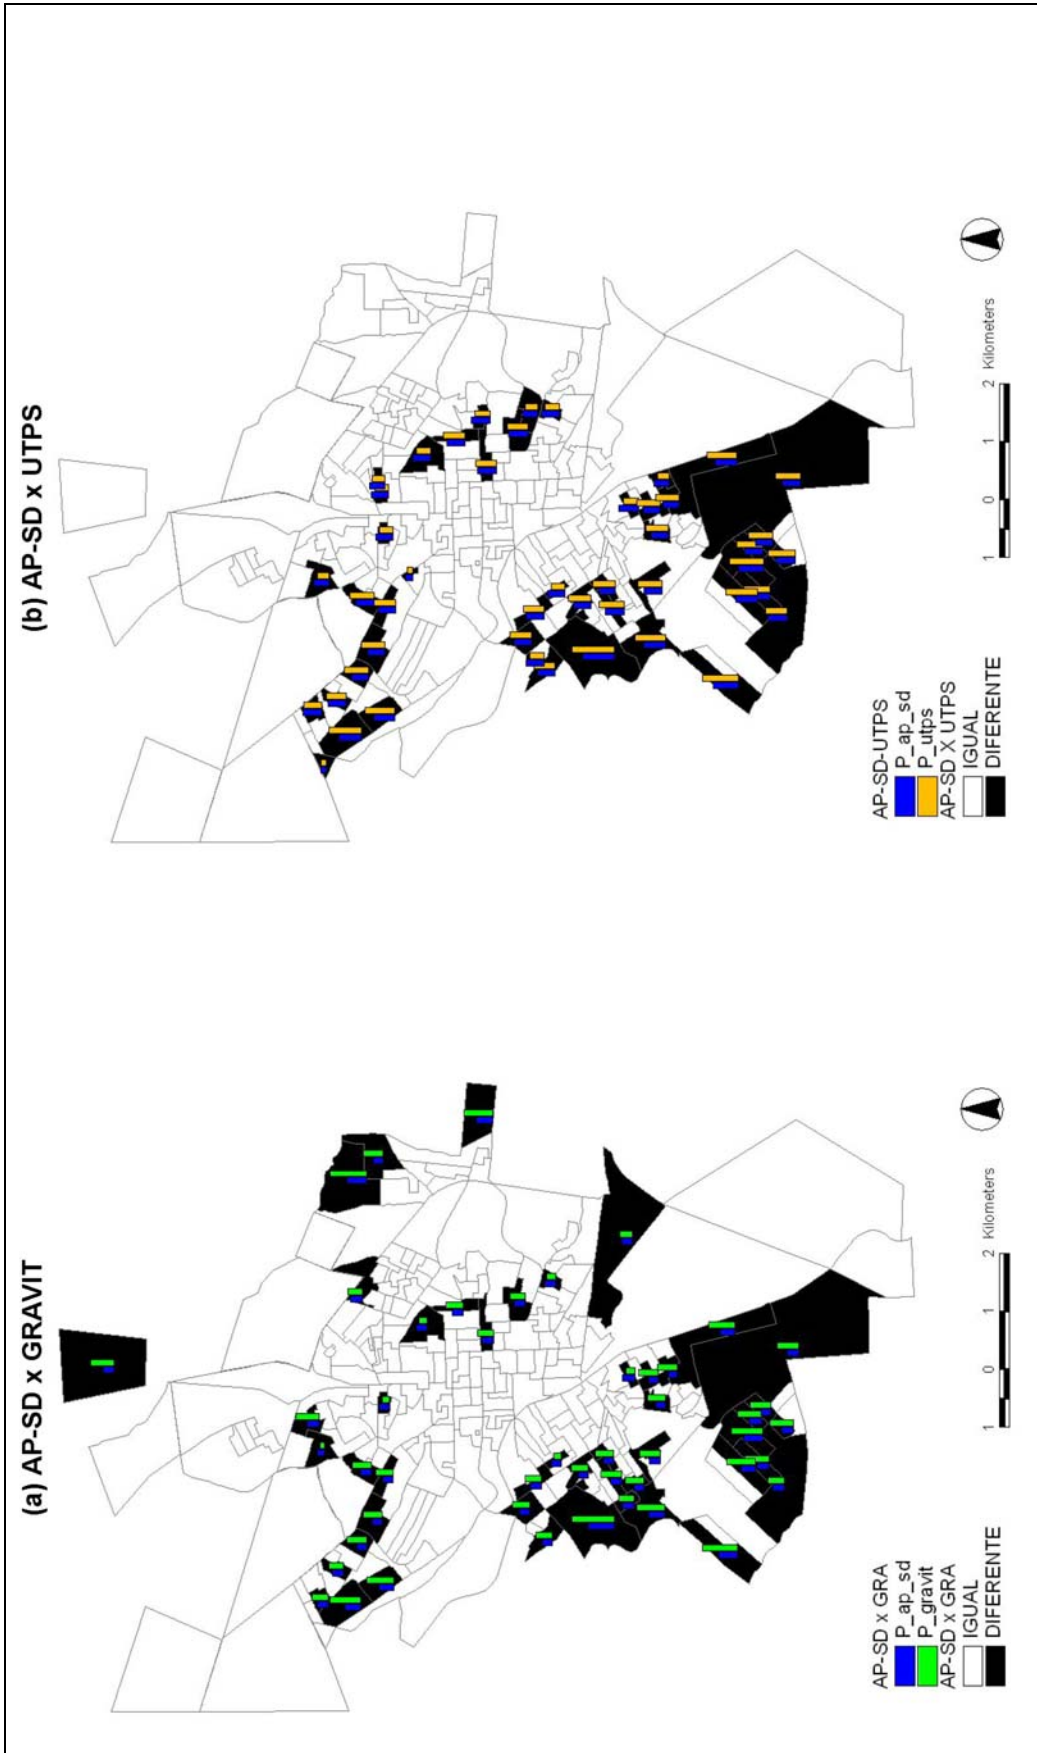 (a) AP-SD x GRAVIT
AP-SD x GRA
P_ap_sd
P_gravit
AP-SD x GRA
IGUAL
DIFERENTE
1 0 1 2 Kilometers
(b) AP-SD x UTPS
AP-SD-UTPS
P_ap_sd
P_utps
AP-SD X UTPS
IGUAL
DIFERENTE
1 0 1 2 Kilometers